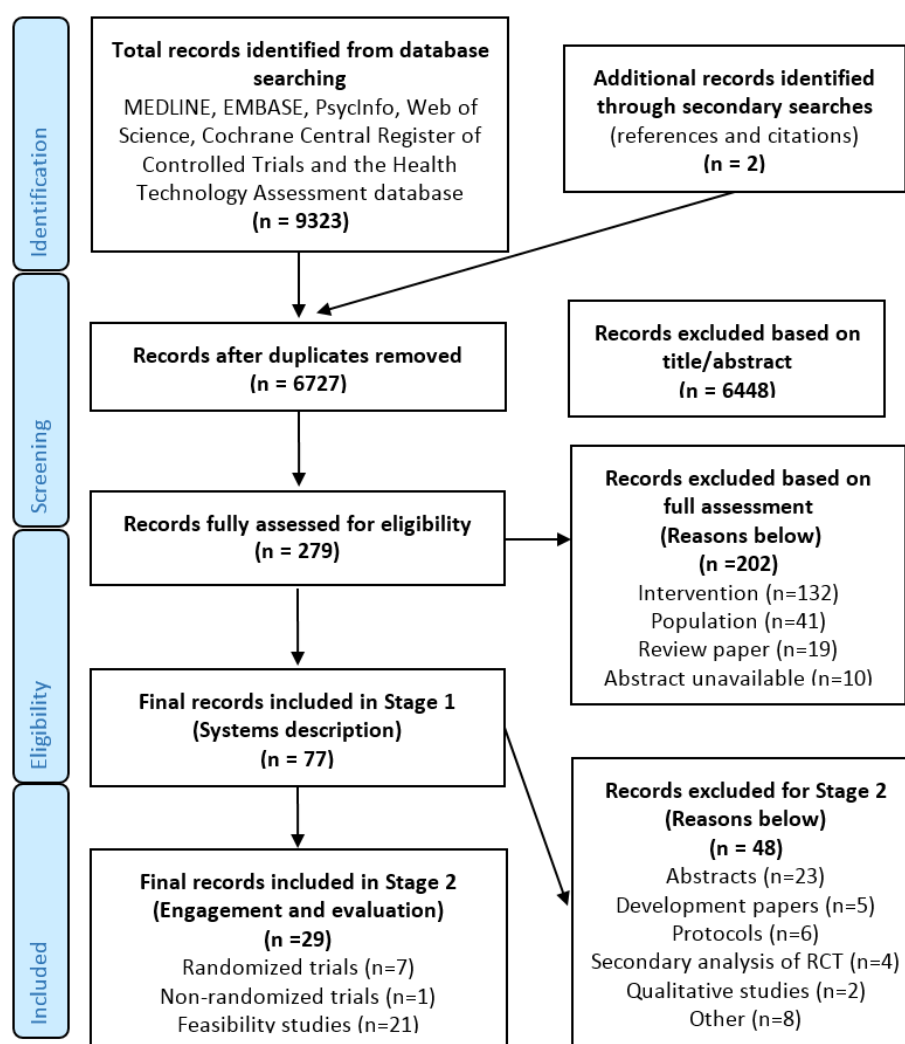 Identification
Total records identified from database
searching
MEDLINE, EMBASE, PsycInfo, Web of
Science, Cochrane Central Register of
Controlled Trials and the Health
Technology Assessment database
(n = 9323)
Additional records identified
through secondary searches
(references and citations)
(n = 2)
Screening
Records after duplicates removed
(n = 6727)
Records excluded based on
title/abstract
(n = 6448)
Records fully assessed for eligibility
(n = 279)
Records excluded based on
full assessment
(Reasons below)
(n =202)
Intervention (n=132)
Population (n=41)
Review paper (n=19)
Abstract unavailable (n=10)
Eligibility
Final records included in Stage 1
(Systems description)
(n = 77)
Records excluded for Stage 2
(Reasons below)
(n = 48)
Abstracts (n=23)
Development papers (n=5)
Protocols (n=6)
Secondary analysis of RCT (n=4)
Qualitative studies (n=2)
Other (n=8)
Included
Final records included in Stage 2
(Engagement and evaluation)
(n =29)
Randomized trials (n=7)
Non-randomized trials (n=1)
Feasibility studies (n=21)